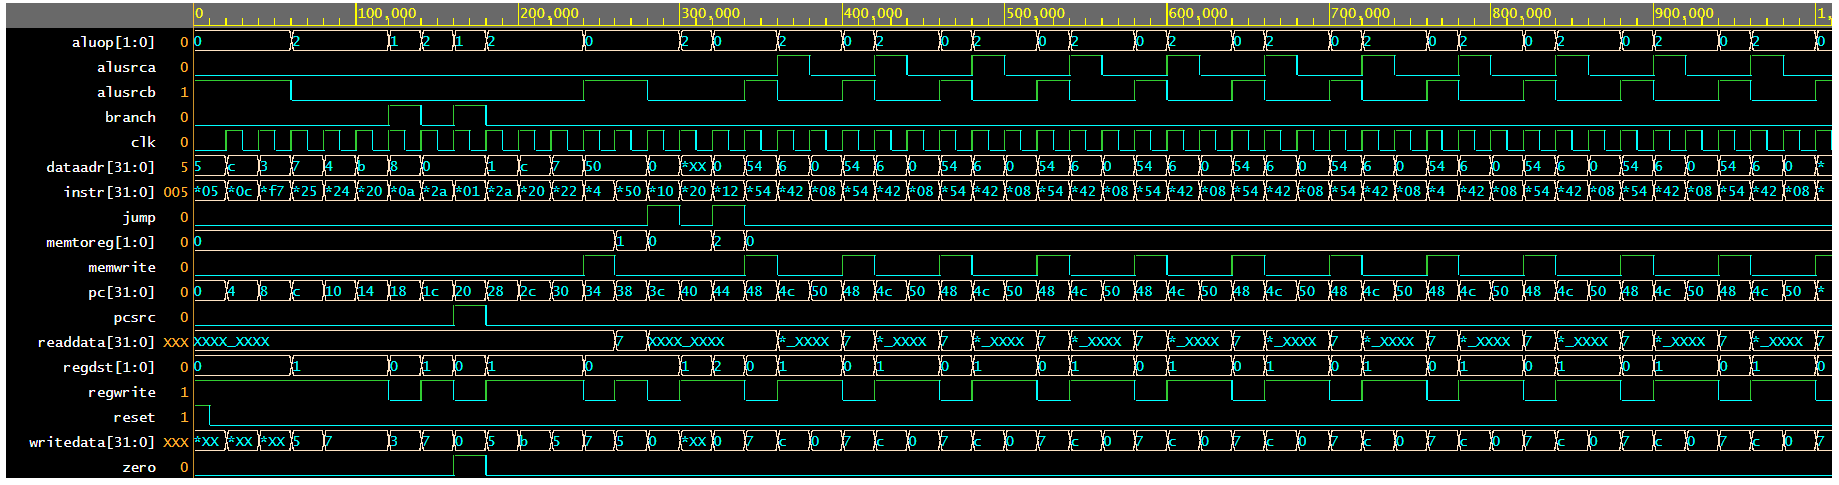 0 100,000 200,000 300,000 400,000 500,000 600,000 700,000 800,000 900,000 1,
aluop[1:0] 0 0 2 1 2 1 2 0 2 0 2 0 2 0 2 0 2 0 2 0 2 0 2 0 2 0 2 0 2 0 2 0
alusrca 0
alusrcb 1
branch 0
clk 0
dataadr[31:0] 5 5 c 3 7 4 b 8 0 1 c 7 50 0 *XX 0 54 6 0 54 6 0 54 6 0 54 6 0 54 6 0 54 6 0 54 6 0 54 6 0 54 6 0 54 6 0 54 6 0 *
instr[31:0] 005 *05 *0c *f7 *25 *24 *20 *0a *2a *01 *2a *20 *22 *4 *50 *10 *20 *12 *54 *42 *08 *54 *42 *08 *54 *42 *08 *54 *42 *08 *54 *42 *08 *54 *42 *08 *54 *42 *08 *4 *42 *08 *54 *42 *08 *54 *42 *08 *54 *42 *08 *
jump 0
memtoreg[1:0] 0 0 1 0 2 0
memwrite 0
pc[31:0] 0 0 4 8 c 10 14 18 1c 20 28 2c 30 34 38 3c 40 44 48 4c 50 48 4c 50 48 4c 50 48 4c 50 48 4c 50 48 4c 50 48 4c 50 48 4c 50 48 4c 50 48 4c 50 48 4c 50 *
pcsrc 0
readdata[31:0] XXX XXXX_XXXX 7 XXXX_XXXX *_XXXX 7 *_XXXX 7 *_XXXX 7 *_XXXX 7 *_XXXX 7 *_XXXX 7 *_XXXX 7 *_XXXX 7 *_XXXX 7 *_XXXX 7 *_XXXX 7
regdst[1:0] 0 0 1 0 1 0 1 0 1 2 0 1 0 1 0 1 0 1 0 1 0 1 0 1 0 1 0 1 0 1 0 1 0
regwrite 1
reset 1
writedata[31:0] XXX *XX *XX *XX 5 7 3 7 0 5 b 5 7 5 0 *XX 0 7 c 0 7 c 0 7 c 0 7 c 0 7 c 0 7 c 0 7 c 0 7 c 0 7 c 0 7 c 0 7 c 0 7
zero 0